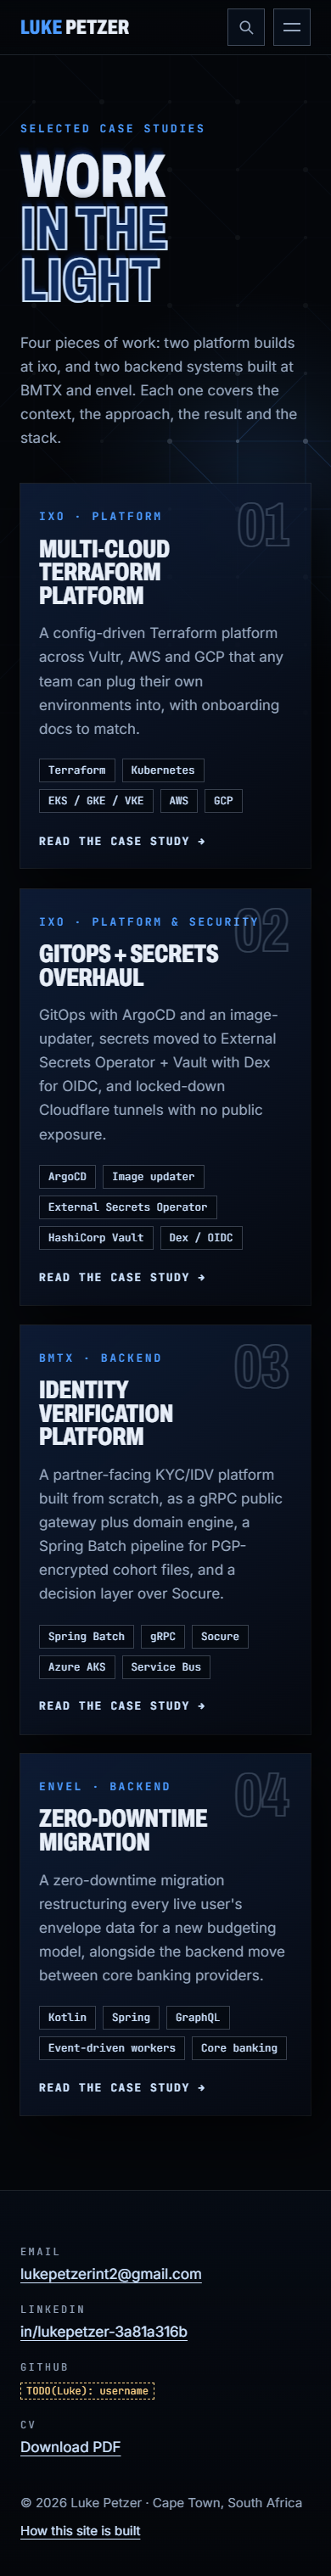 LUKE PETZER
SELECTED CASE STUDIES
WORK
IN THE
LIGHT
Four pieces of work: two platform builds
at ixo, and two backend systems built at
BMTX and envel. Each one covers the
context, the approach, the result and the
stack.
IXO · PLATFORM
01
MULTI-CLOUD
TERRAFORM
PLATFORM
A config-driven Terraform platform
across Vultr, AWS and GCP that any
team can plug their own
environments into, with onboarding
docs to match.
Terraform Kubernetes
EKS / GKE / VKE AWS GCP
READ THE CASE STUDY →
IXO · PLATFORM & SECURITY
02
GITOPS + SECRETS
OVERHAUL
GitOps with ArgoCD and an image-
updater, secrets moved to External
Secrets Operator + Vault with Dex
for OIDC, and locked-down
Cloudflare tunnels with no public
exposure.
ArgoCD Image updater
External Secrets Operator
HashiCorp Vault Dex / OIDC
READ THE CASE STUDY →
BMTX · BACKEND
03
IDENTITY
VERIFICATION
PLATFORM
A partner-facing KYC/IDV platform
built from scratch, as a gRPC public
gateway plus domain engine, a
Spring Batch pipeline for PGP-
encrypted cohort files, and a
decision layer over Socure.
Spring Batch gRPC Socure
Azure AKS Service Bus
READ THE CASE STUDY →
ENVEL · BACKEND
04
ZERO-DOWNTIME
MIGRATION
A zero-downtime migration
restructuring every live user's
envelope data for a new budgeting
model, alongside the backend move
between core banking providers.
Kotlin Spring GraphQL
Event-driven workers Core banking
READ THE CASE STUDY →
EMAIL
lukepetzerint2@gmail.com
LINKEDIN
in/lukepetzer-3a81a316b
GITHUB
TODO(Luke): username
CV
Download PDF
© 2026 Luke Petzer · Cape Town, South Africa
How this site is built